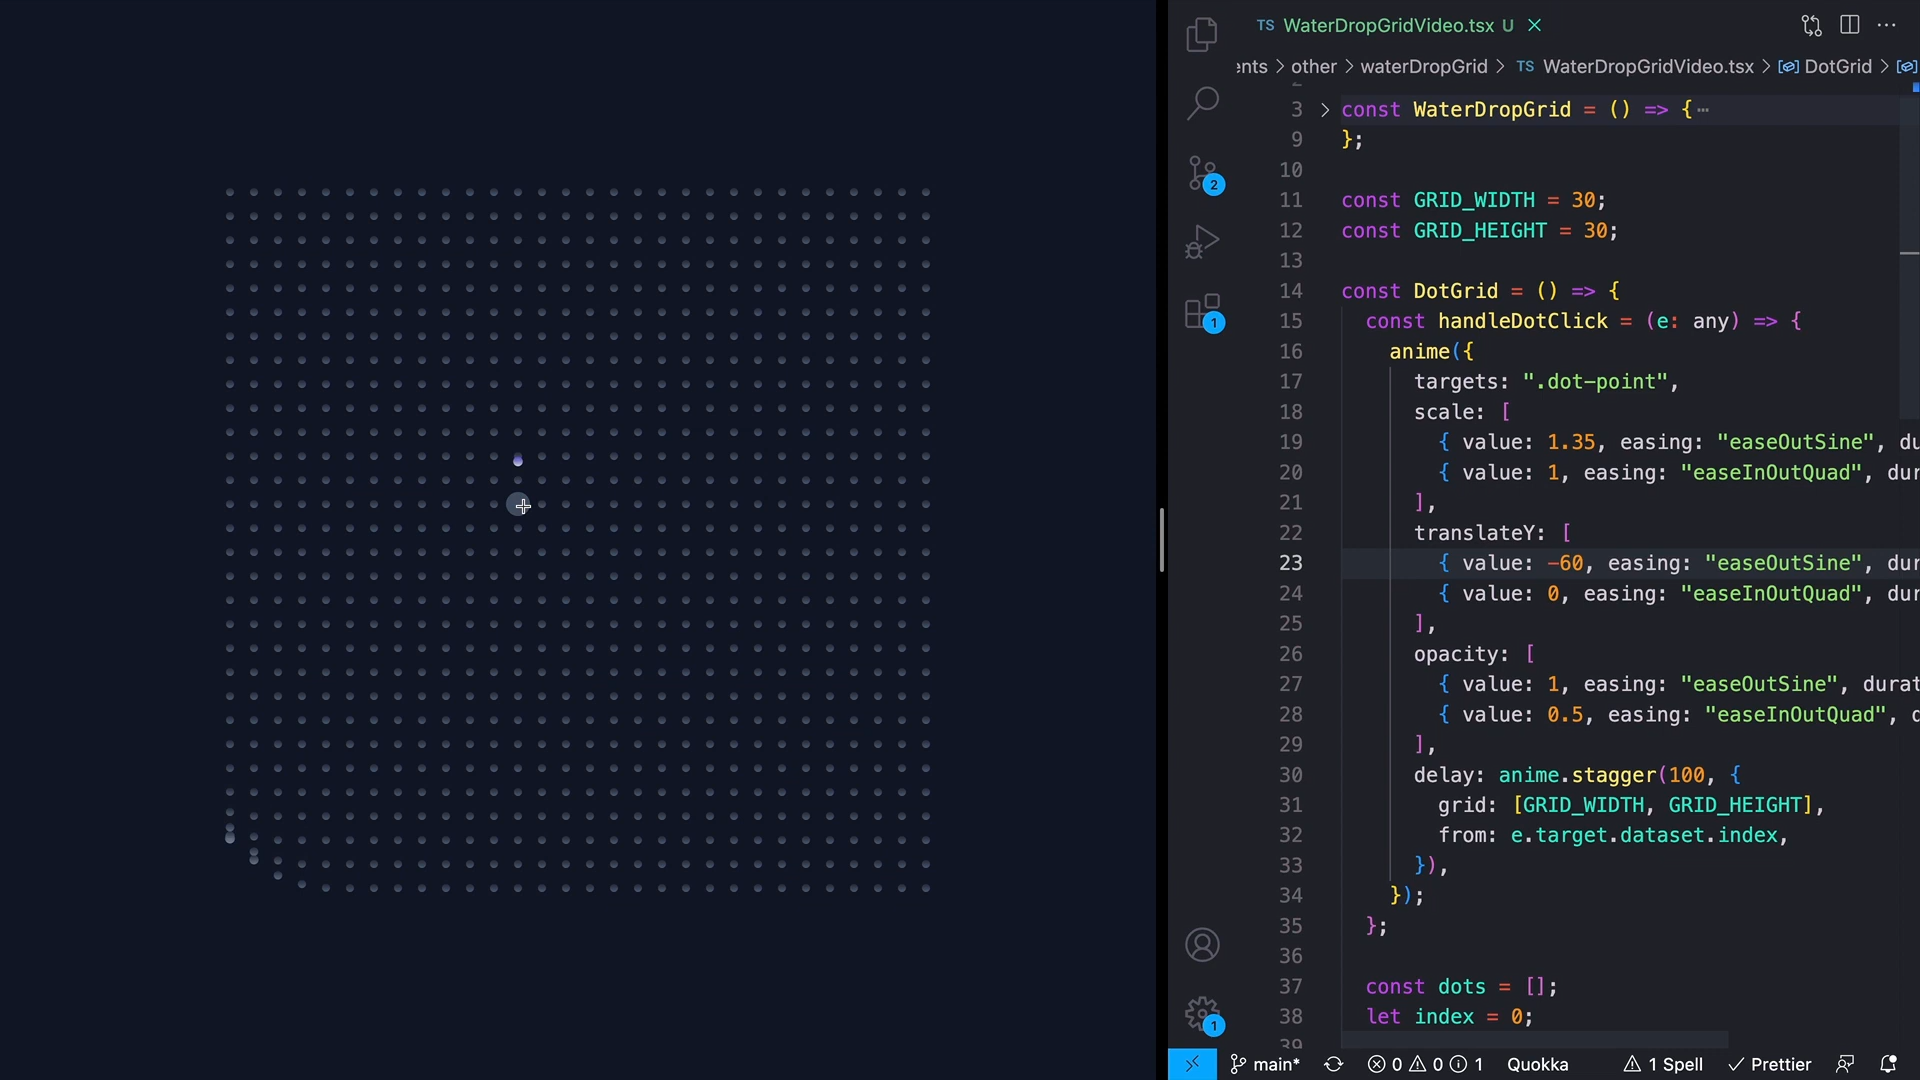 TS WaterDropGridVideo.tsx U
ents > other > waterDropGrid > TS WaterDropGridVideo.tsx > DotGrid >
3 const WaterDropGrid = () => {
9 };
10
11 const GRID_WIDTH = 30;
12 const GRID_HEIGHT = 30;
13
14 const DotGrid = () => {
15 const handleDotClick = (e: any) => {
16 anime({
17 targets: ".dot-point",
18 scale: [
19 { value: 1.35, easing: "easeOutSine", du
20 { value: 1, easing: "easeInOutQuad", dur
21 ],
22 translateY: [
23 { value: -60, easing: "easeOutSine", dur
24 { value: 0, easing: "easeInOutQuad", dur
25 ],
26 opacity: [
27 { value: 1, easing: "easeOutSine", durat
28 { value: 0.5, easing: "easeInOutQuad", d
29 ],
30 delay: anime.stagger(100, {
31 grid: [GRID_WIDTH, GRID_HEIGHT],
32 from: e.target.dataset.index,
33 }),
34 });
35 };
36
37 const dots = [];
38 let index = 0;
39
2
1
1
main* 0 0 1 Quokka 1 Spell Prettier